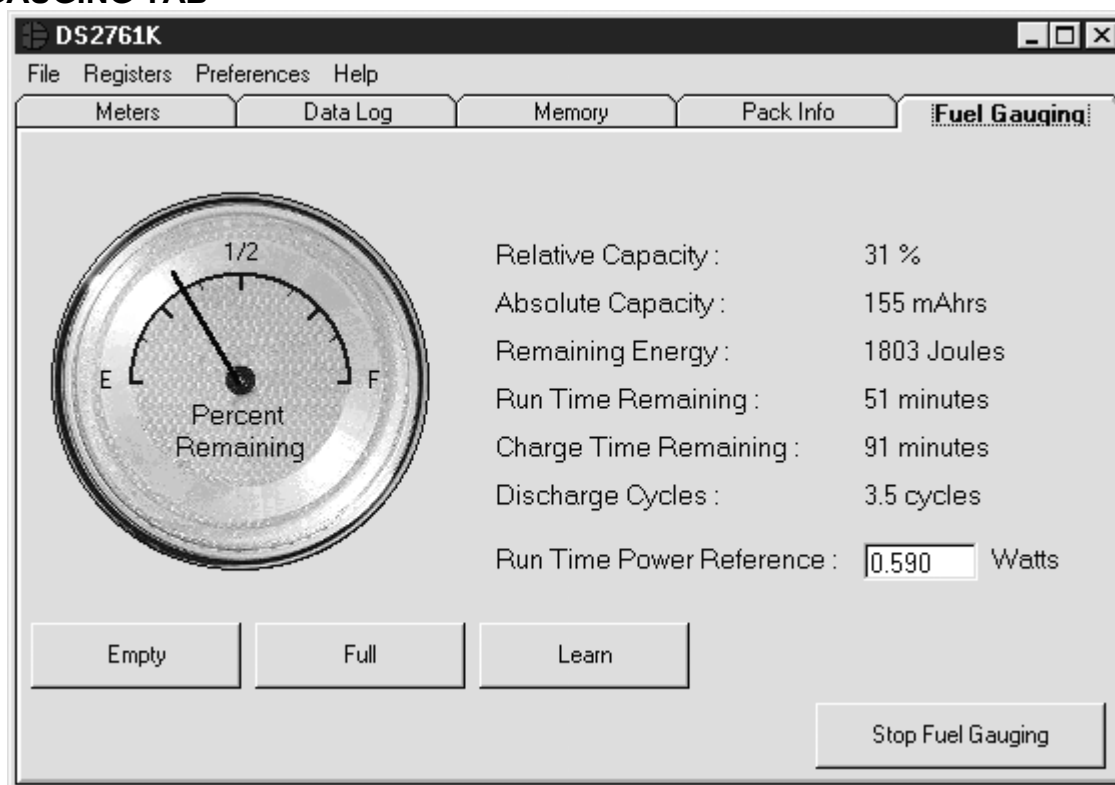 DS2761K
File Registers Preferences Help
Meters Data Log Memory Pack Info Fuel Gauging
1/2
E F
Percent
Remaining
Relative Capacity : 31 %
Absolute Capacity : 155 mAhrs
Remaining Energy : 1803 Joules
Run Time Remaining : 51 minutes
Charge Time Remaining : 91 minutes
Discharge Cycles : 3.5 cycles
Run Time Power Reference : 0.590 Watts
Empty Full Learn
Stop Fuel Gauging